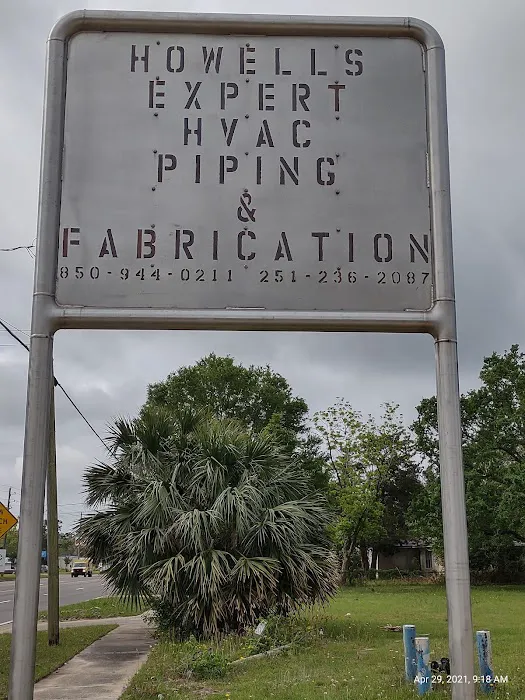 HOWELLS
EXPERT
HVAC
PIPING
&
FABRICATION
850-944-0211 251-236-2087
Apr 29, 2021, 9:18 AM